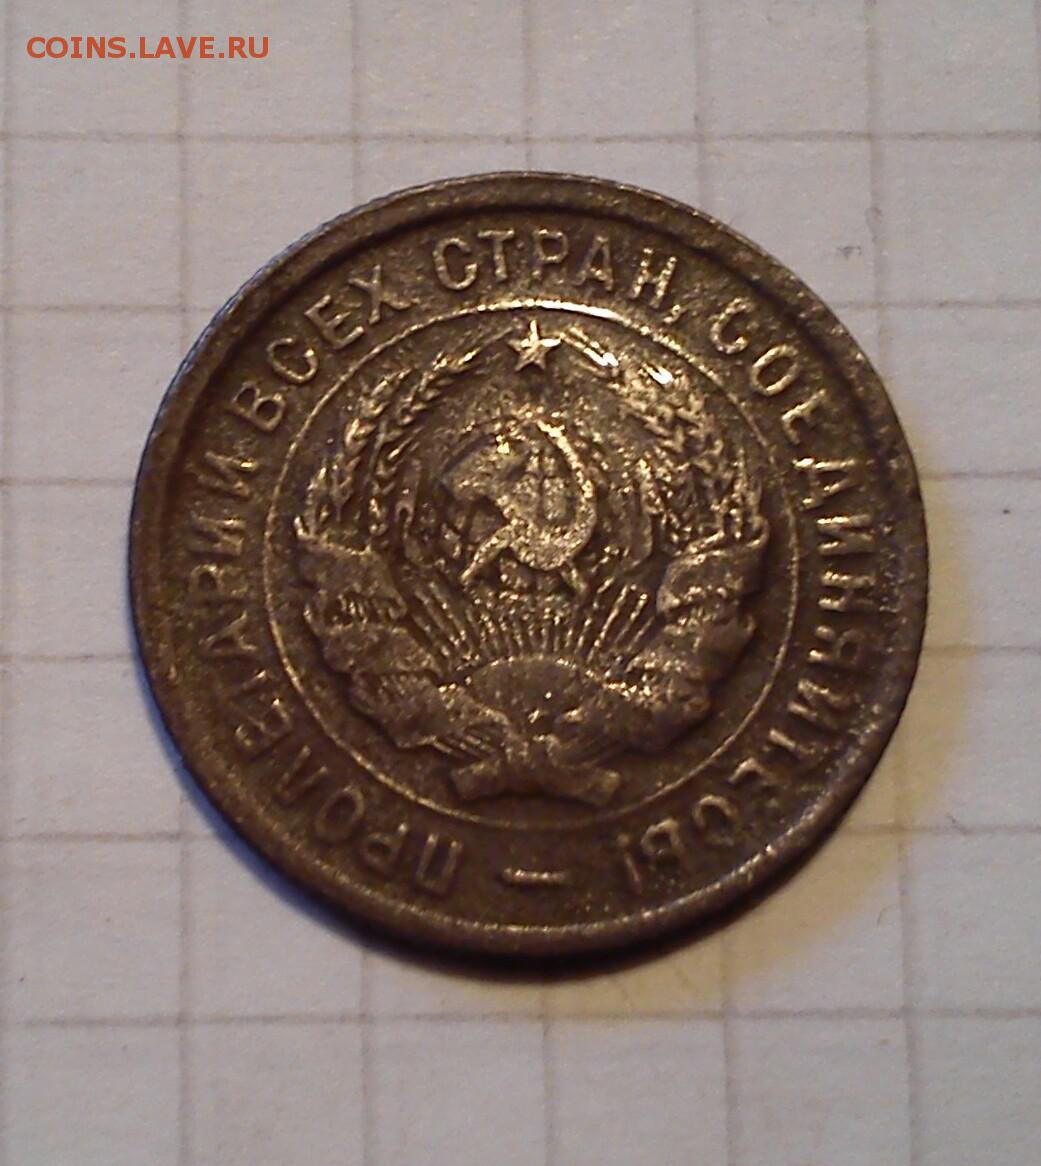 COINS.LAVE.RU
ПРОЛЕТАРИИ ВСЕХ СТРАН, СОЕДИНЯЙТЕСЬ! —